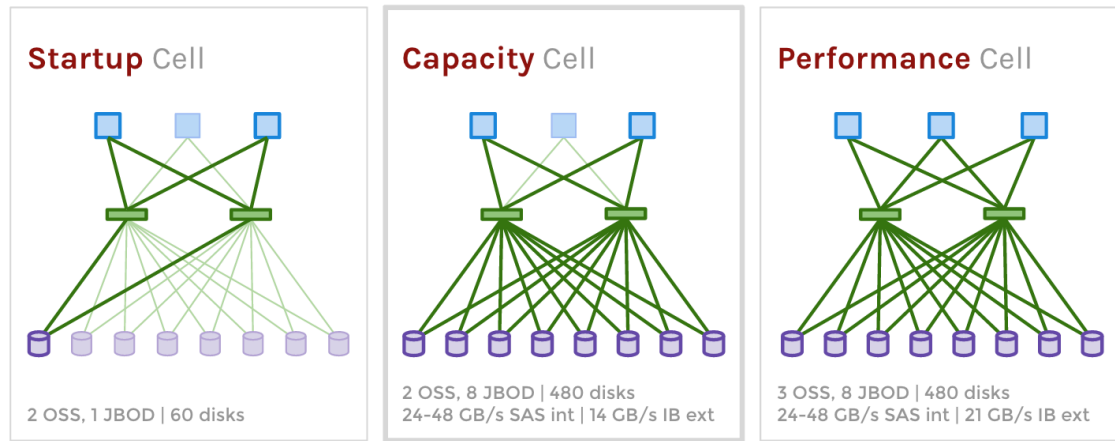 Startup Cell
2 OSS, 1 JBOD | 60 disks
Capacity Cell
2 OSS, 8 JBOD | 480 disks
24-48 GB/s SAS int | 14 GB/s IB ext
Performance Cell
3 OSS, 8 JBOD | 480 disks
24-48 GB/s SAS int | 21 GB/s IB ext